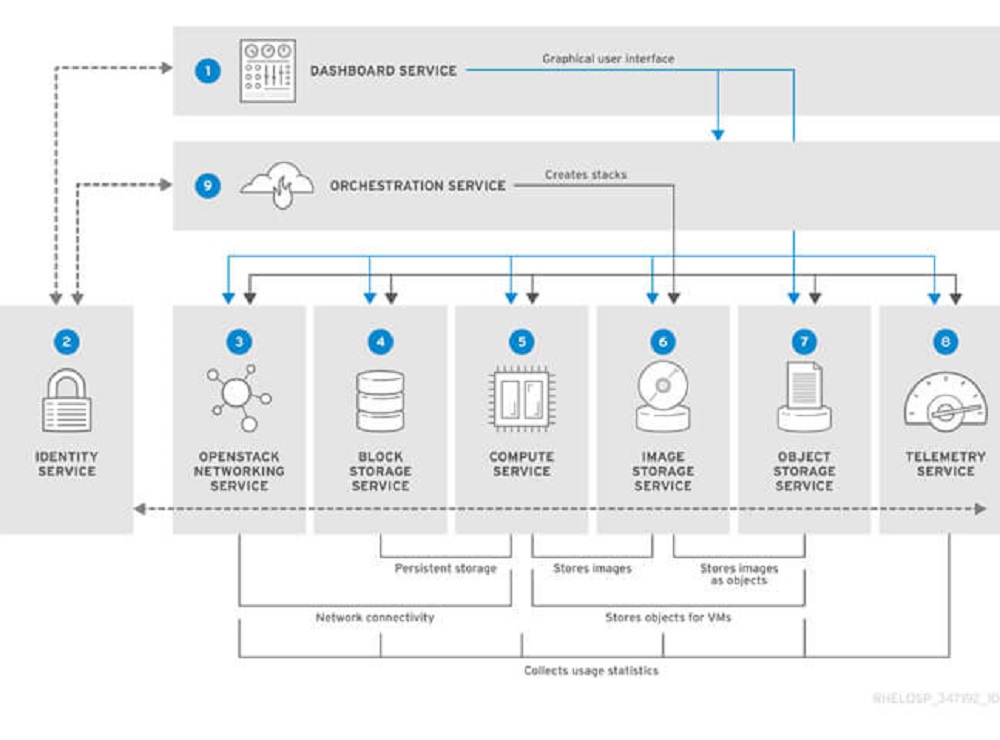 1
DASHBOARD SERVICE
Graphical user interface
9
ORCHESTRATION SERVICE
Creates stacks
2
IDENTITY
SERVICE
3
OPENSTACK
NETWORKING
SERVICE
4
BLOCK
STORAGE
SERVICE
5
COMPUTE
SERVICE
6
IMAGE
STORAGE
SERVICE
7
OBJECT
STORAGE
SERVICE
8
TELEMETRY
SERVICE
Persistent storage
Stores images
Stores images
as objects
Network connectivity
Stores objects for VMs
Collects usage statistics